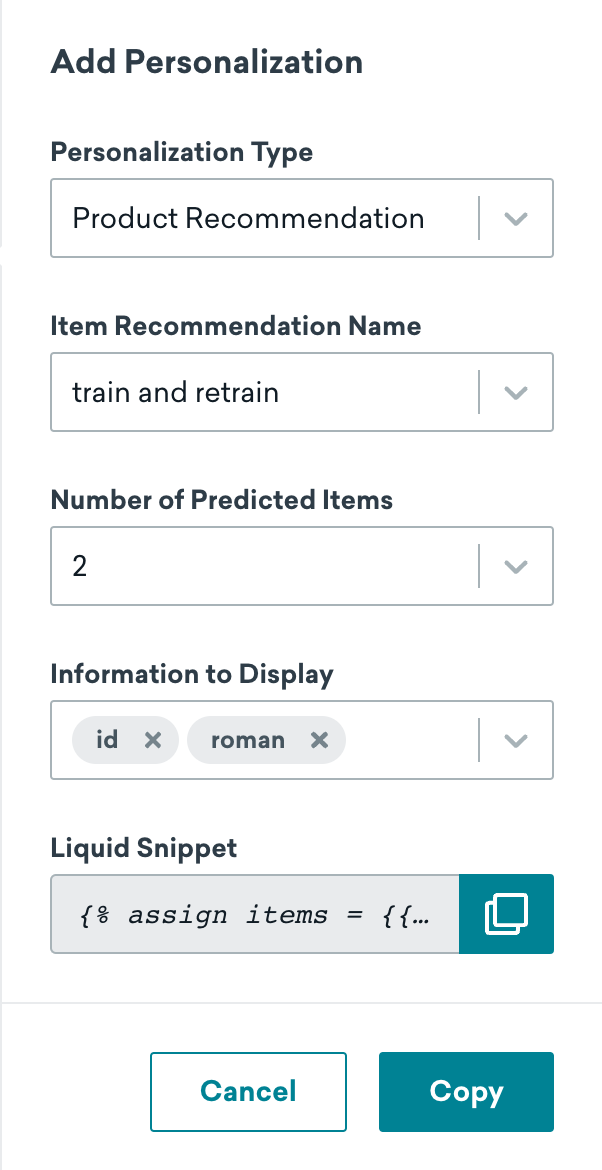 Add Personalization
Personalization Type
Product Recommendation
Item Recommendation Name
train and retrain
Number of Predicted Items
2
Information to Display
id roman
Liquid Snippet
{% assign items = {{…
Cancel Copy